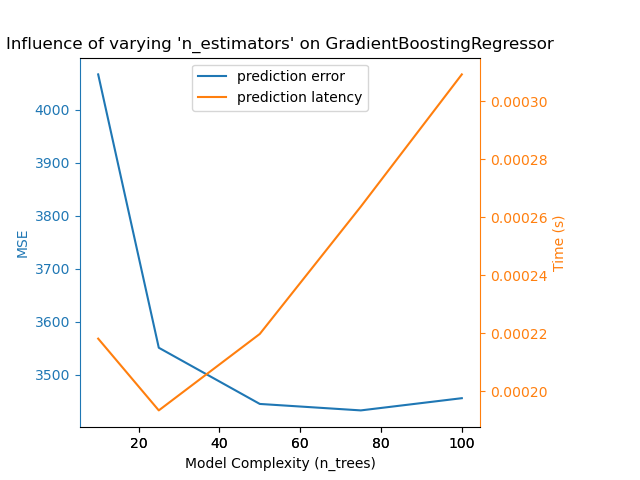 Influence of varying 'n_estimators' on GradientBoostingRegressor
prediction error
prediction latency
4000
3900
3800
3700
3600
3500
MSE
0.00030
0.00028
0.00026
0.00024
0.00022
0.00020
Time (s)
20 40 60 80 100
Model Complexity (n_trees)